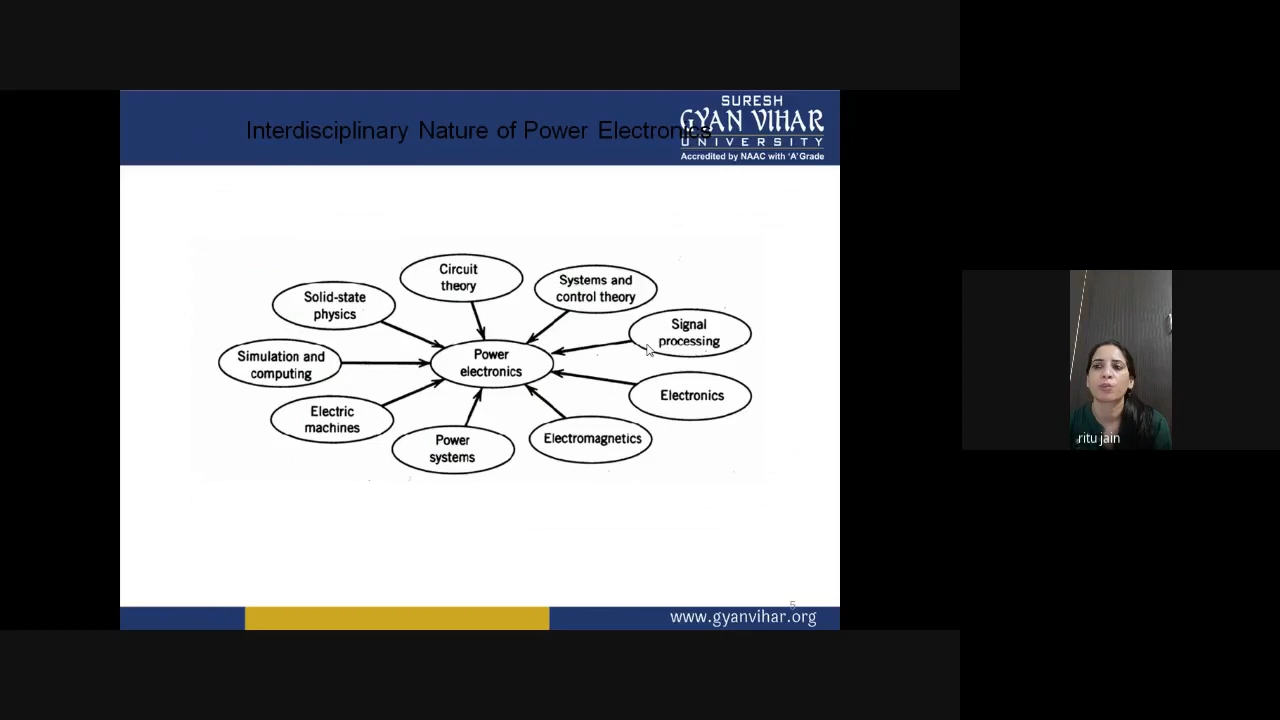 Interdisciplinary Nature of Power Electronics
SURESH
GYAN VIHAR
UNIVERSITY
Accredited by NAAC with 'A' Grade
Circuit
theory
Systems and
control theory
Solid-state
physics
Signal
processing
Simulation and
computing
Power
electronics
Electronics
Electric
machines
Power
systems
Electromagnetics
5
www.gyanvihar.org
ritu jain